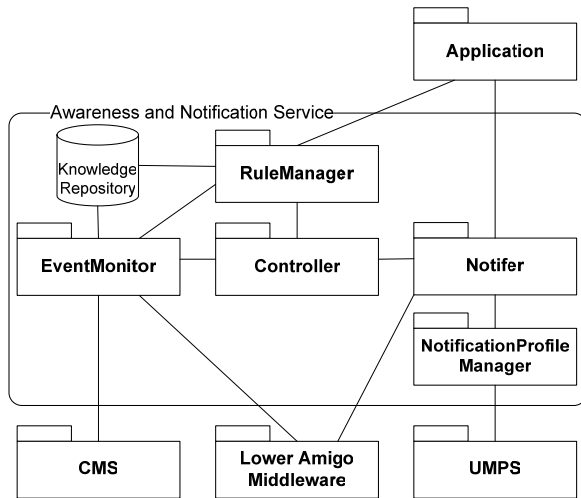 Application
Awareness and Notification Service
Knowledge
Repository
RuleManager
EventMonitor
Controller
Notifer
NotificationProfile
Manager
CMS
Lower Amigo
Middleware
UMPS